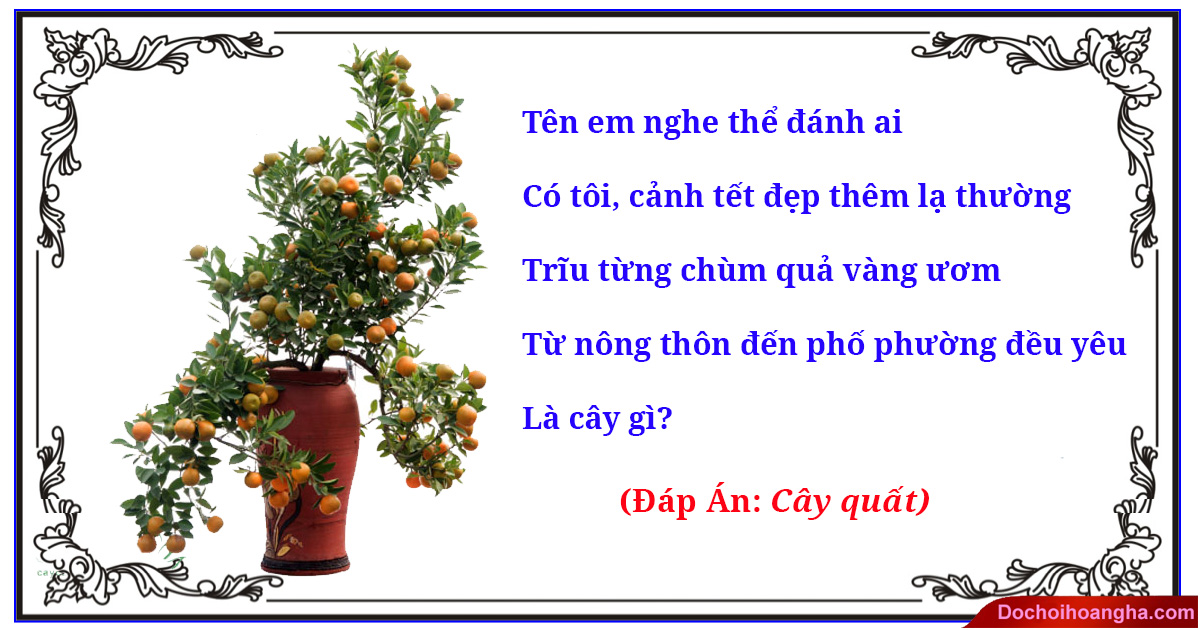 Tên em nghe thể đánh ai
Có tôi, cảnh tết đẹp thêm lạ thường
Trĩu từng chùm quả vàng ươm
Từ nông thôn đến phố phường đều yêu
Là cây gì?
(Đáp Án: Cây quất)
Dochoihoangha.com